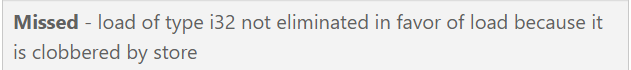 Missed - load of type i32 not eliminated in favor of load because it
is clobbered by store